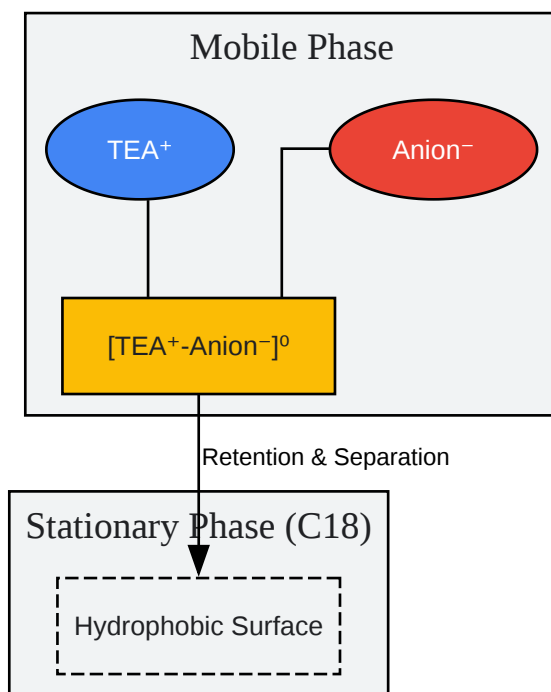 Mobile Phase
TEA⁺
Anion⁻
[TEA⁺-Anion⁻]⁰
Retention & Separation
Stationary Phase (C18)
Hydrophobic Surface